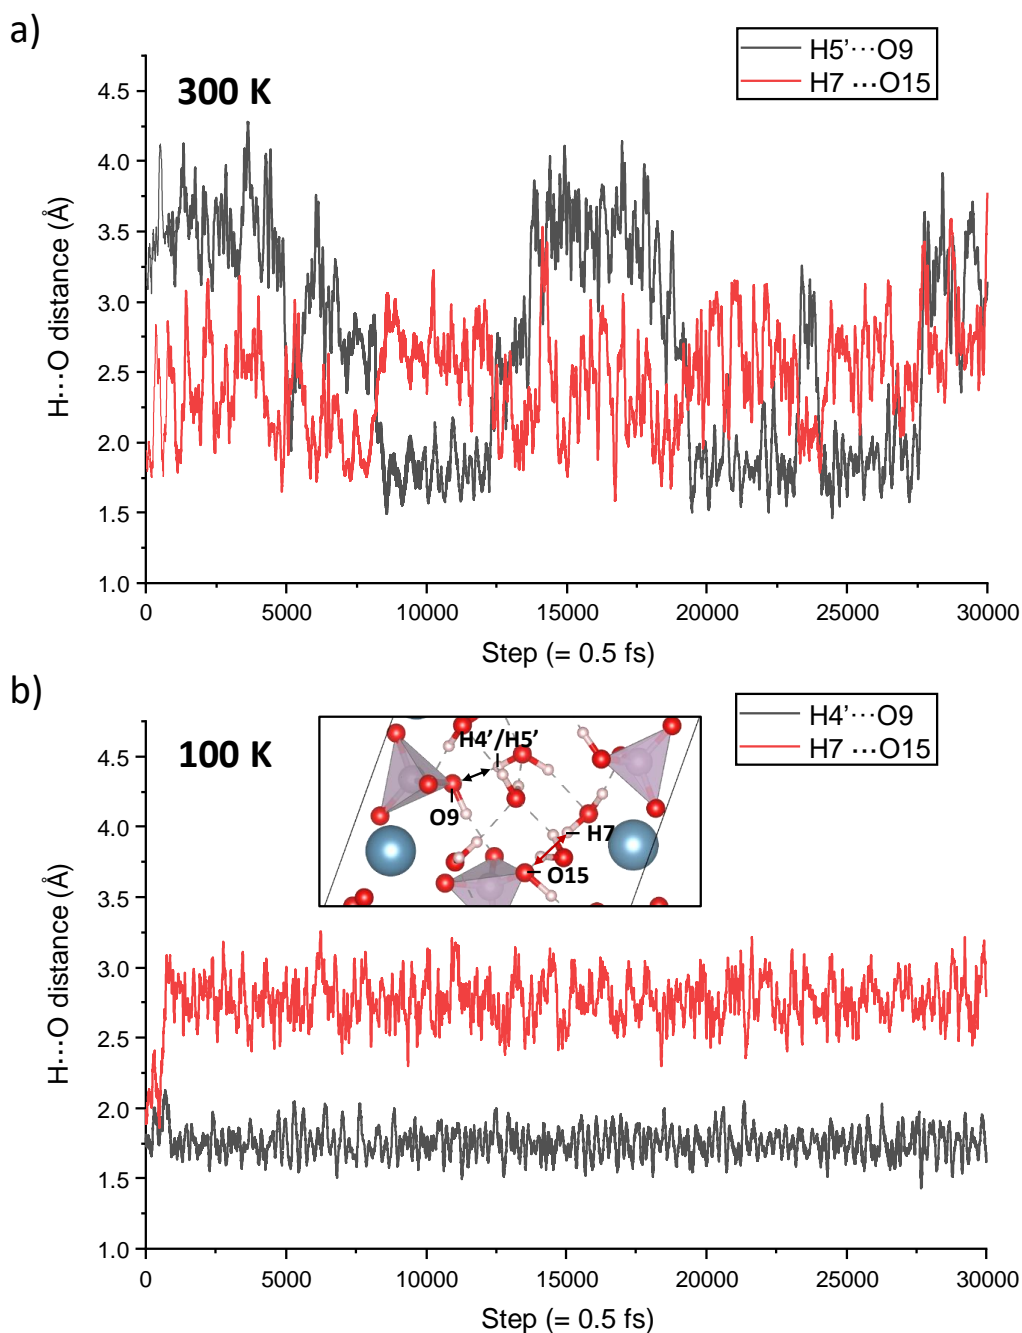 a)
H5'···O9
H7 ···O15
300 K
4.5
4.0
3.5
3.0
2.5
2.0
1.5
1.0
H···O distance (Å)
0 5000 10000 15000 20000 25000 30000
Step (= 0.5 fs)
b)
H4'···O9
H7 ···O15
100 K
H4'/H5'
O9
H7
O15
4.5
4.0
3.5
3.0
2.5
2.0
1.5
1.0
H···O distance (Å)
0 5000 10000 15000 20000 25000 30000
Step (= 0.5 fs)